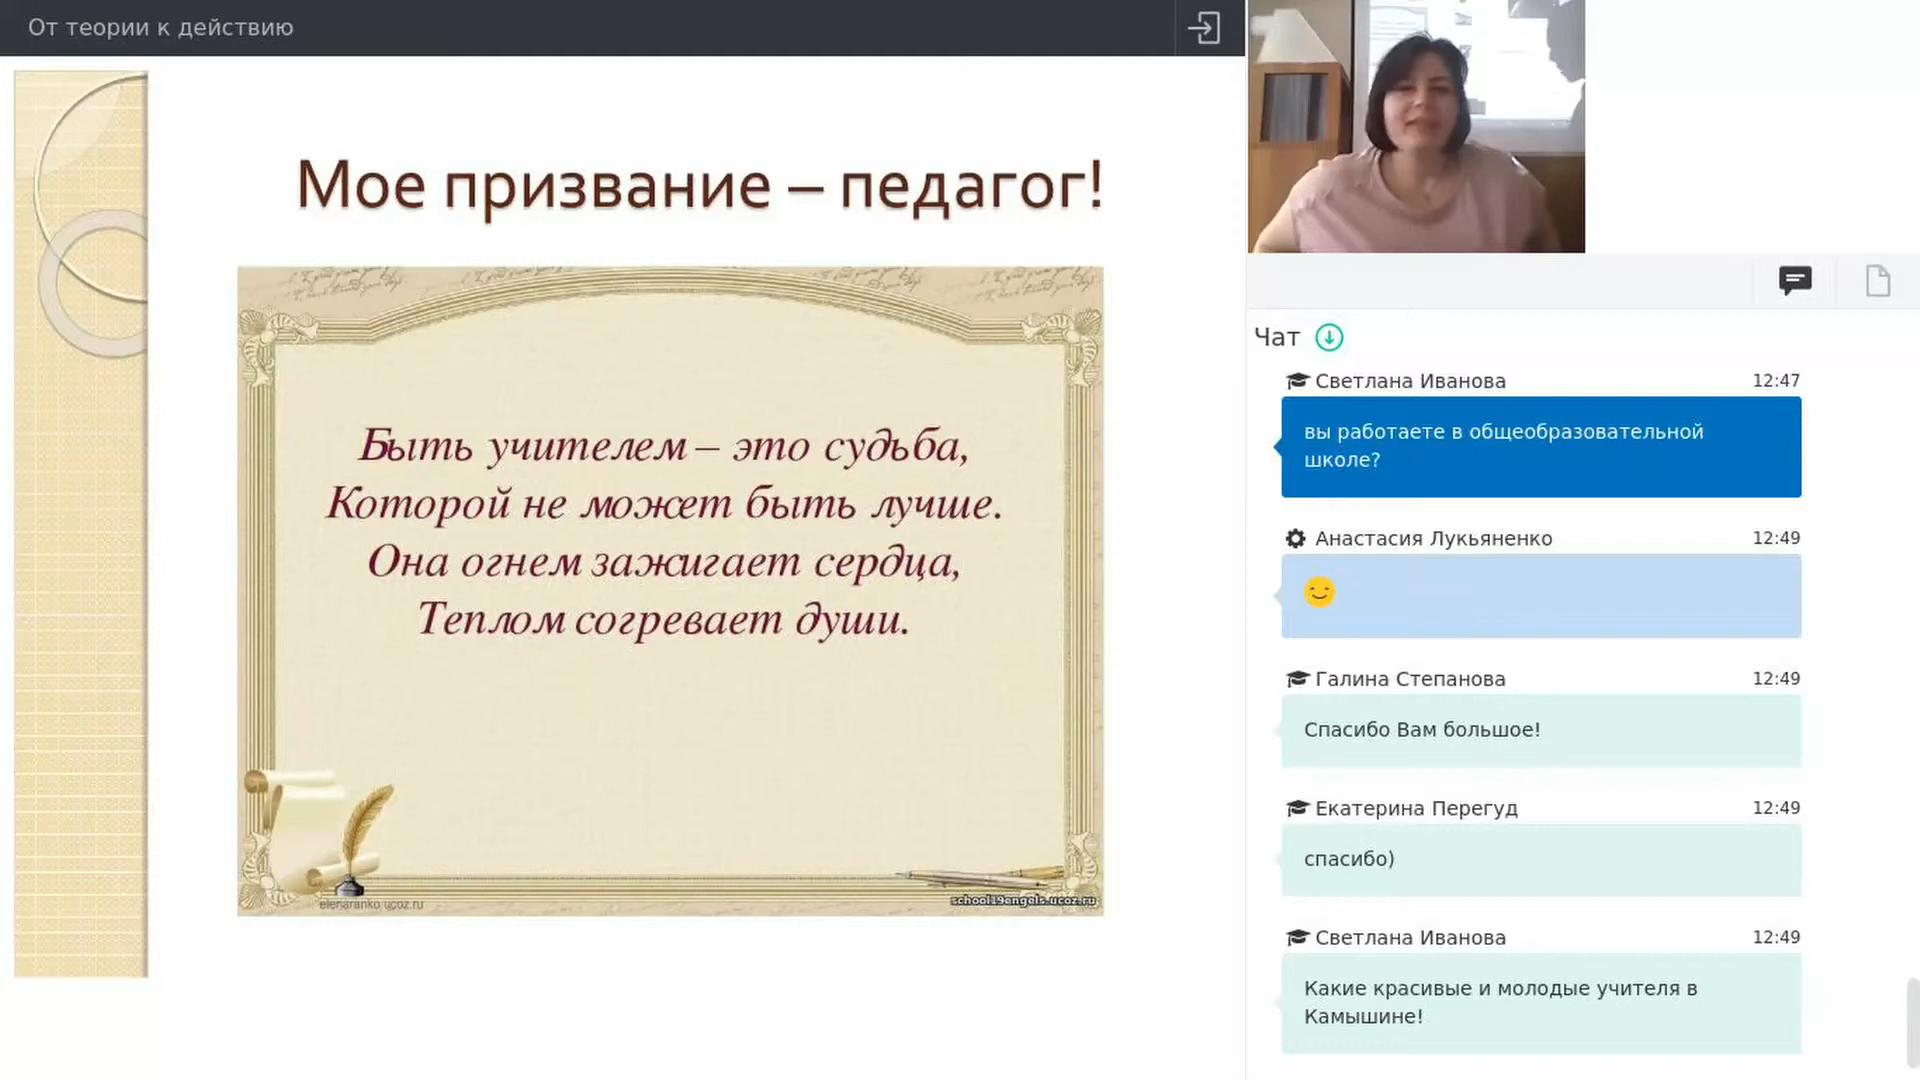 От теории к действию
Мое призвание – педагог!
Быть учителем – это судьба,
Которой не может быть лучше.
Она огнем зажигает сердца,
Теплом согревает души.
elenaranko.ucoz.ru
school19engels.ucoz.ru
Чат
Светлана Иванова 12:47
вы работаете в общеобразовательной
школе?
Анастасия Лукьяненко 12:49
Галина Степанова 12:49
Спасибо Вам большое!
Екатерина Перегуд 12:49
спасибо)
Светлана Иванова 12:49
Какие красивые и молодые учителя в
Камышине!